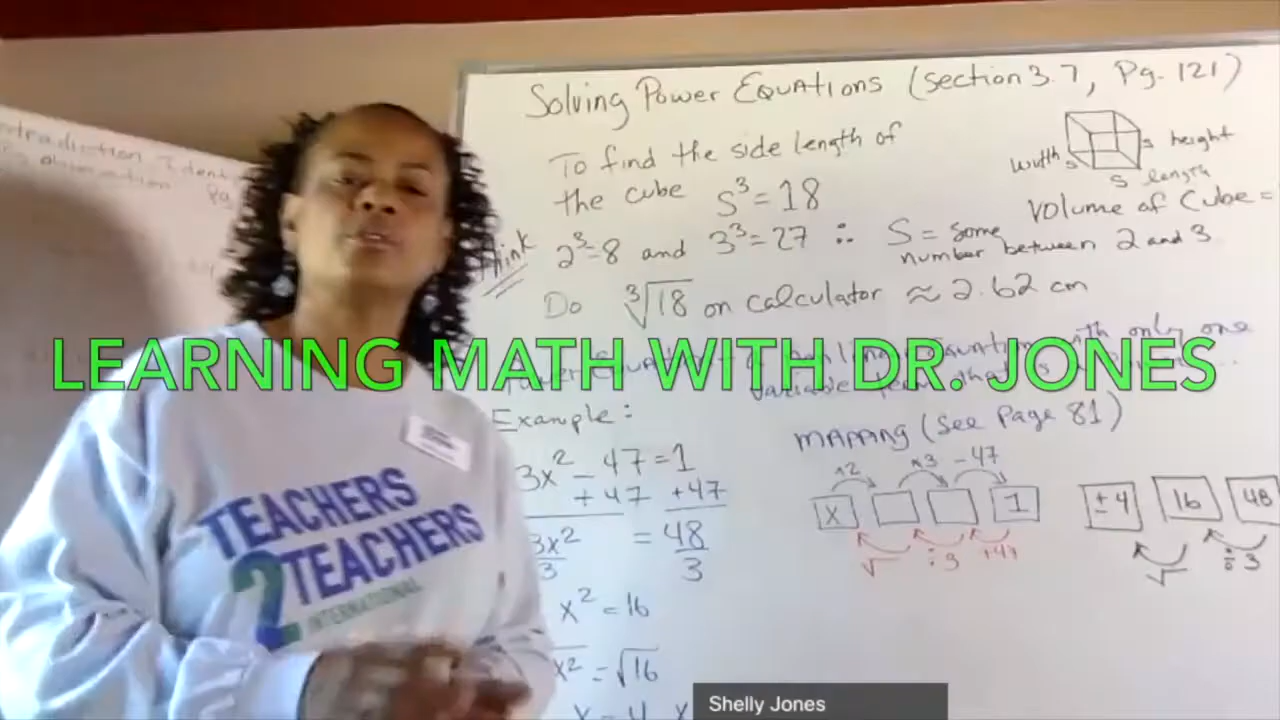 Solving Power Equations (section 3.7, Pg. 121)
To find the side length of
the cube s³ = 18
width s
s height
s length
Volume of Cube =
Think
2³=8 and 3³=27 ∴ S = some
number between 2 and 3
Do ∛18 on calculator ≈ 2.62 cm
LEARNING MATH WITH DR. JONES
only one
variable
Example:
3x² - 47 = 1
+47 +47
3x² = 48
3 3
x² = 16
x² = √16
x = 4 x
MAPPING (See Page 81)
^2 ×3 -47
x 1
√ ÷3 +47
±4 16 48
√ ÷3
TEACHERS
2 TEACHERS
INTERNATIONAL
Shelly Jones